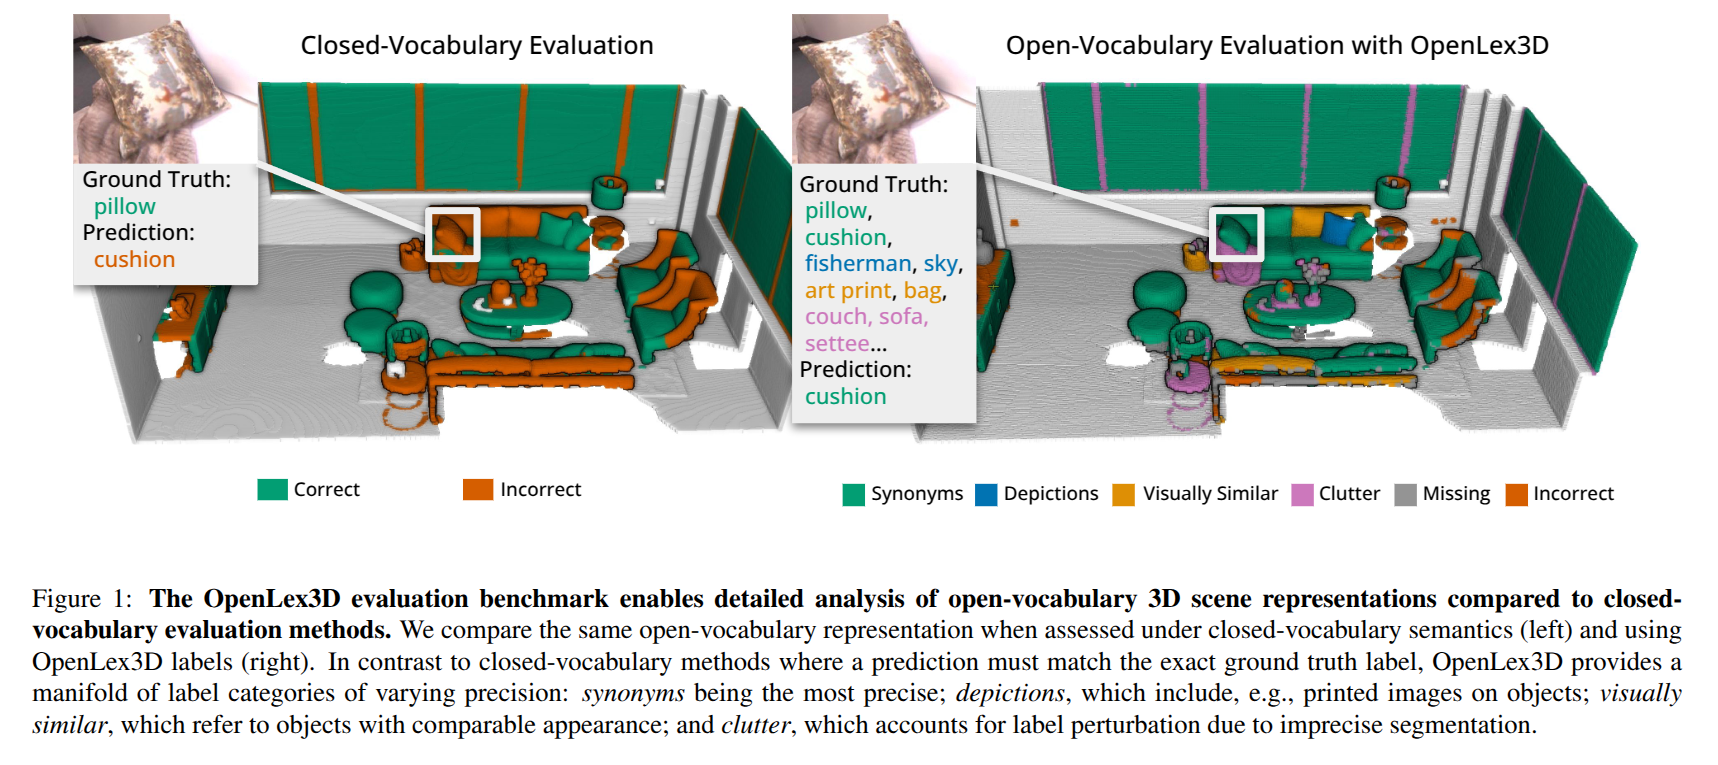 Closed-Vocabulary Evaluation
Ground Truth:
pillow
Prediction:
cushion
Correct
Incorrect
Open-Vocabulary Evaluation with OpenLex3D
Ground Truth:
pillow,
cushion,
fisherman, sky,
art print, bag,
couch, sofa,
settee...
Prediction:
cushion
Synonyms
Depictions
Visually Similar
Clutter
Missing
Incorrect
Figure 1: The OpenLex3D evaluation benchmark enables detailed analysis of open-vocabulary 3D scene representations compared to closed-
vocabulary evaluation methods. We compare the same open-vocabulary representation when assessed under closed-vocabulary semantics (left) and using
OpenLex3D labels (right). In contrast to closed-vocabulary methods where a prediction must match the exact ground truth label, OpenLex3D provides a
manifold of label categories of varying precision: synonyms being the most precise; depictions, which include, e.g., printed images on objects; visually
similar, which refer to objects with comparable appearance; and clutter, which accounts for label perturbation due to imprecise segmentation.